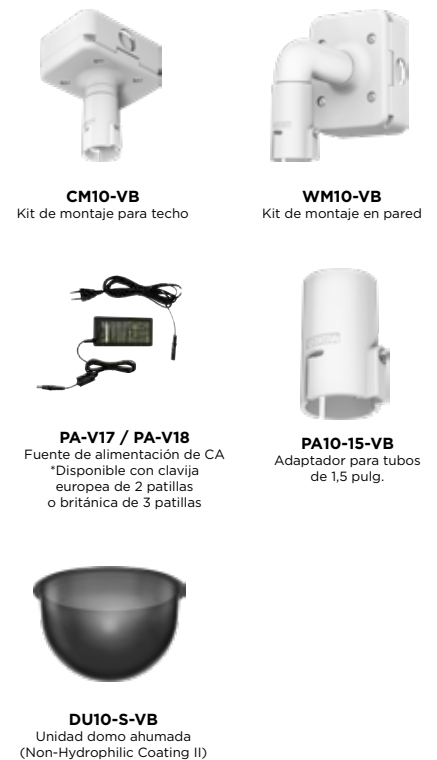 CM10-VB
Kit de montaje para techo
WM10-VB
Kit de montaje en pared
PA-V17 / PA-V18
Fuente de alimentación de CA
*Disponible con clavija
europea de 2 patillas
o británica de 3 patillas
PA10-15-VB
Adaptador para tubos
de 1,5 pulg.
DU10-S-VB
Unidad domo ahumada
(Non-Hydrophilic Coating II)